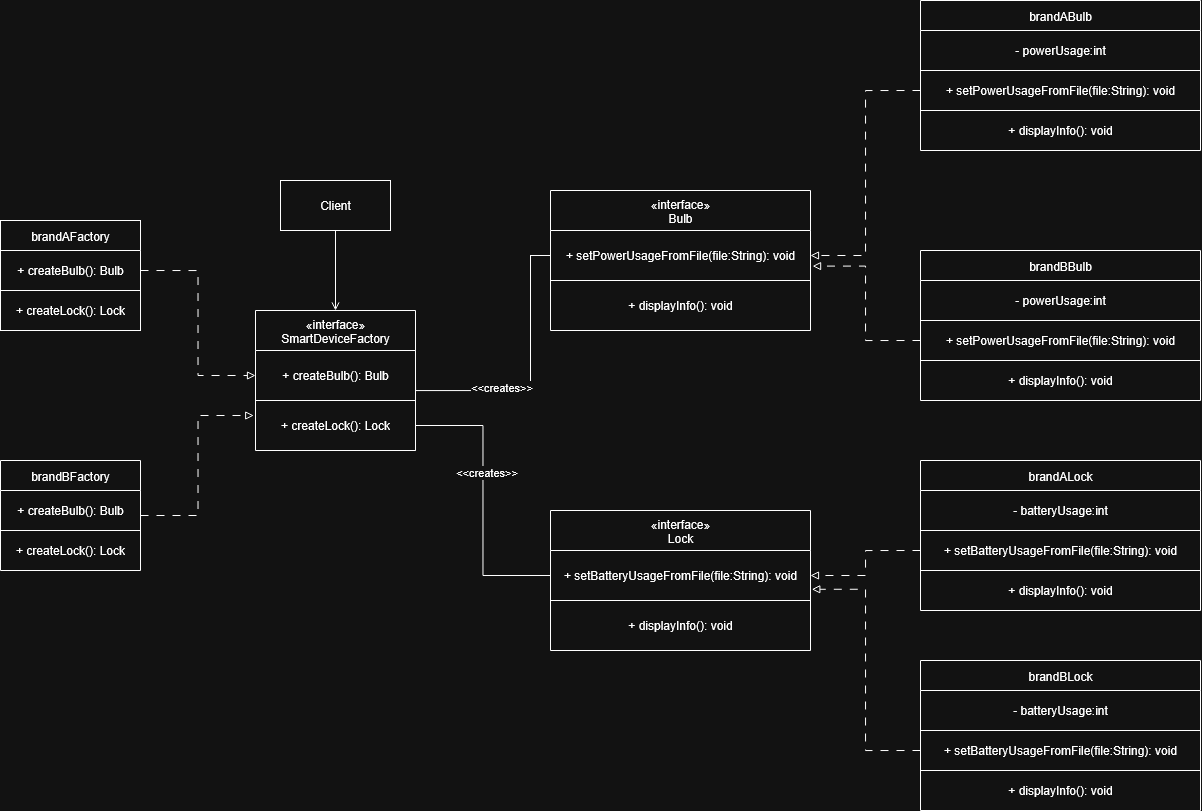 brandABulb
- powerUsage:int
+ setPowerUsageFromFile(file:String): void
+ displayInfo(): void
Client
«interface»
Bulb
+ setPowerUsageFromFile(file:String): void
+ displayInfo(): void
brandAFactory
+ createBulb(): Bulb
+ createLock(): Lock
brandBBulb
- powerUsage:int
+ setPowerUsageFromFile(file:String): void
+ displayInfo(): void
«interface»
SmartDeviceFactory
+ createBulb(): Bulb
+ createLock(): Lock
<<creates>>
<<creates>>
brandBFactory
+ createBulb(): Bulb
+ createLock(): Lock
«interface»
Lock
+ setBatteryUsageFromFile(file:String): void
+ displayInfo(): void
brandALock
- batteryUsage:int
+ setBatteryUsageFromFile(file:String): void
+ displayInfo(): void
brandBLock
- batteryUsage:int
+ setBatteryUsageFromFile(file:String): void
+ displayInfo(): void